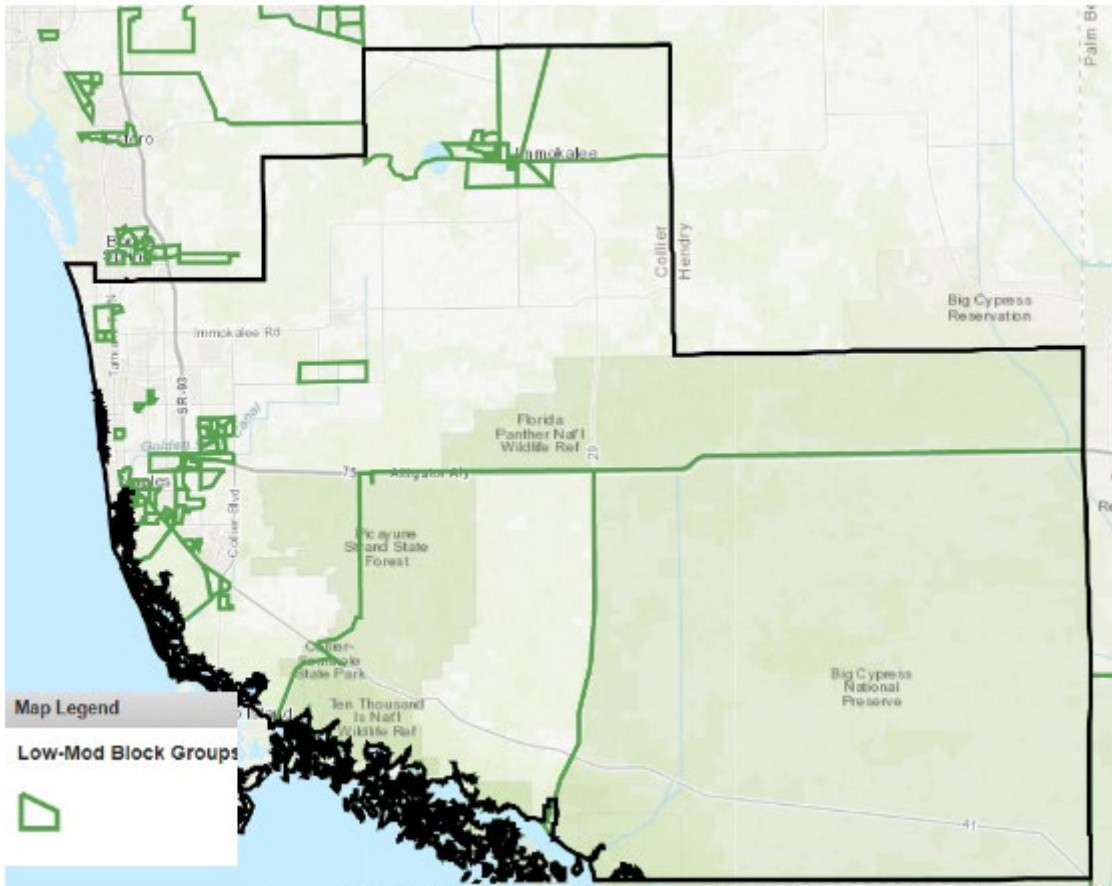 Palm Be
Immokalee
Collier
Hendry
Big Cypress
Reservation
Immokalee Rd
SR-93
Canal
Florida
Panther Nat'l
Wildlife Ref
29
75
Alligator Aly
Collier-Blvd
Picayune
Strand State
Forest
Collier-
Seminole
State Park
Ten Thousand
Is Nat'l
Wildlife Ref
Big Cypress
National
Preserve
41
Map Legend
Low-Mod Block Groups